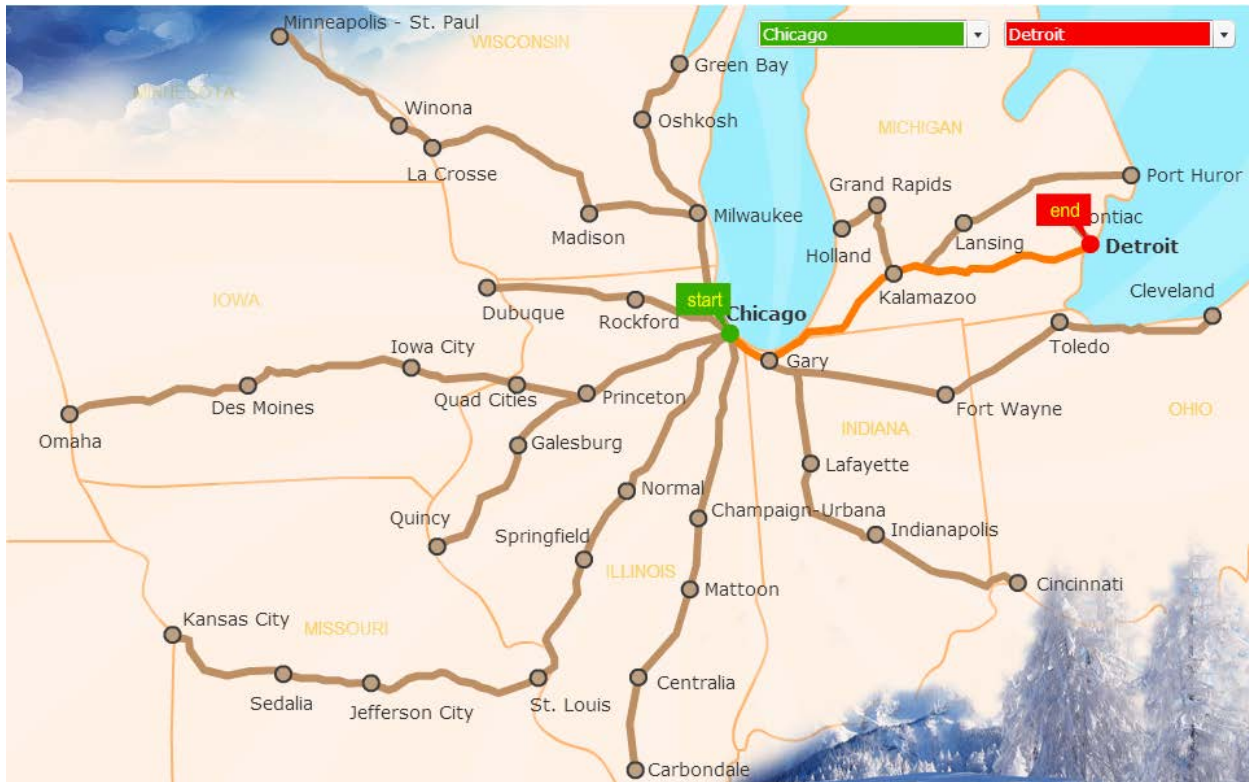 Minneapolis - St. Paul
Chicago
Detroit
WISCONSIN
Green Bay
MINNESOTA
Winona
Oshkosh
MICHIGAN
La Crosse
Port Huror
Grand Rapids
end
ontiac
Milwaukee
Madison
Holland
Lansing
Detroit
IOWA
start
Kalamazoo
Cleveland
Dubuque
Rockford
Chicago
Toledo
Iowa City
Gary
Des Moines
Quad Cities
Princeton
Fort Wayne
OHIO
Omaha
Galesburg
INDIANA
Lafayette
Normal
Champaign-Urbana
Quincy
Springfield
Indianapolis
ILLINOIS
Mattoon
Cincinnati
Kansas City
MISSOURI
Sedalia
Jefferson City
St. Louis
Centralia
Carbondale